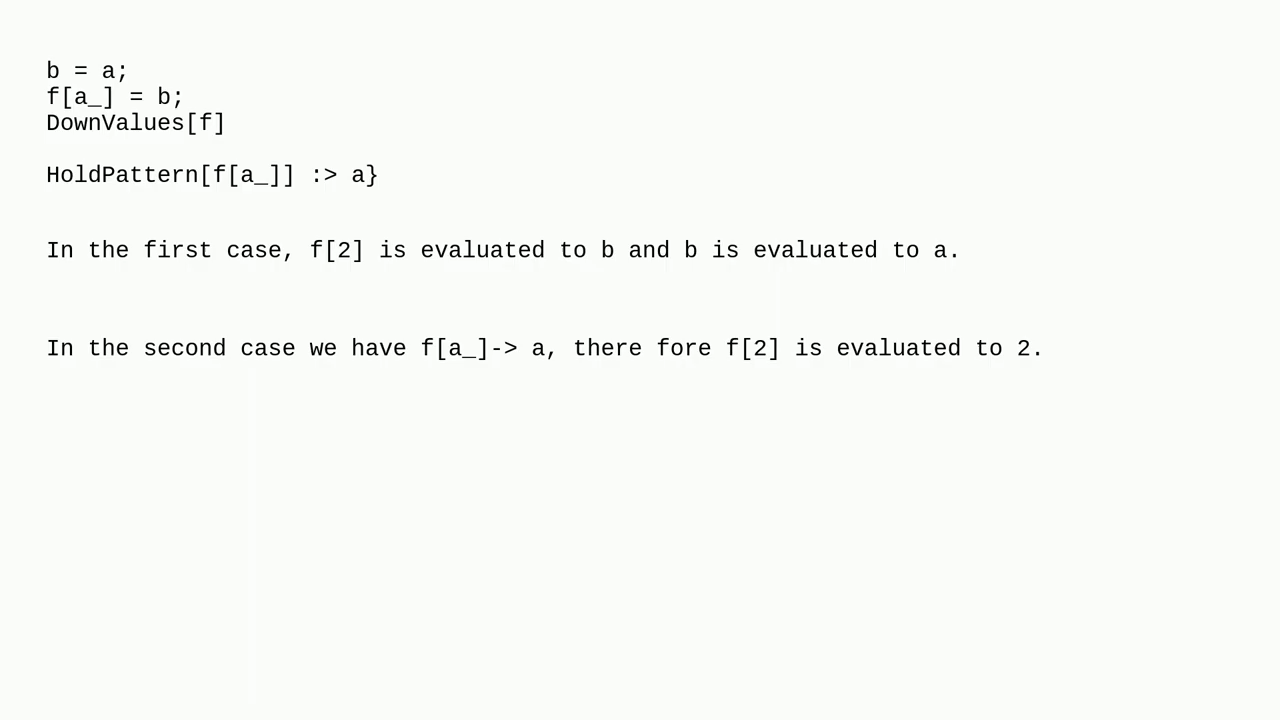 b = a;
f[a_] = b;
DownValues[f]
HoldPattern[f[a_]] :> a}
In the first case, f[2] is evaluated to b and b is evaluated to a.
In the second case we have f[a_]-> a, there fore f[2] is evaluated to 2.